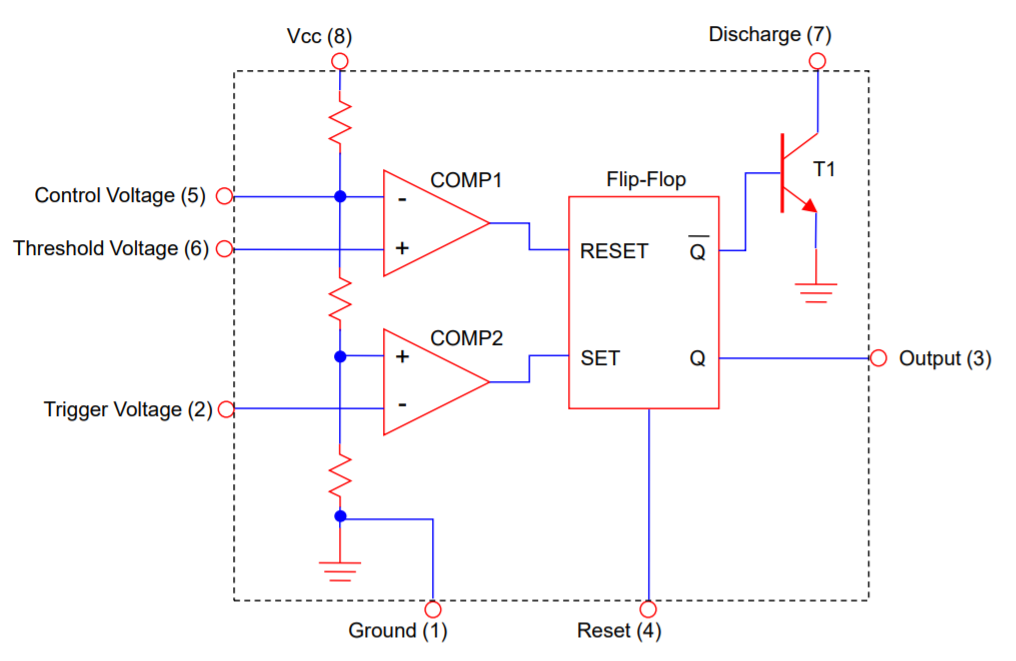 Vcc (8)
Discharge (7)
T1
COMP1
Flip-Flop
Control Voltage (5)
-
Threshold Voltage (6)
+
RESET
Q̅
COMP2
+
SET
Q
Output (3)
Trigger Voltage (2)
-
Ground (1)
Reset (4)